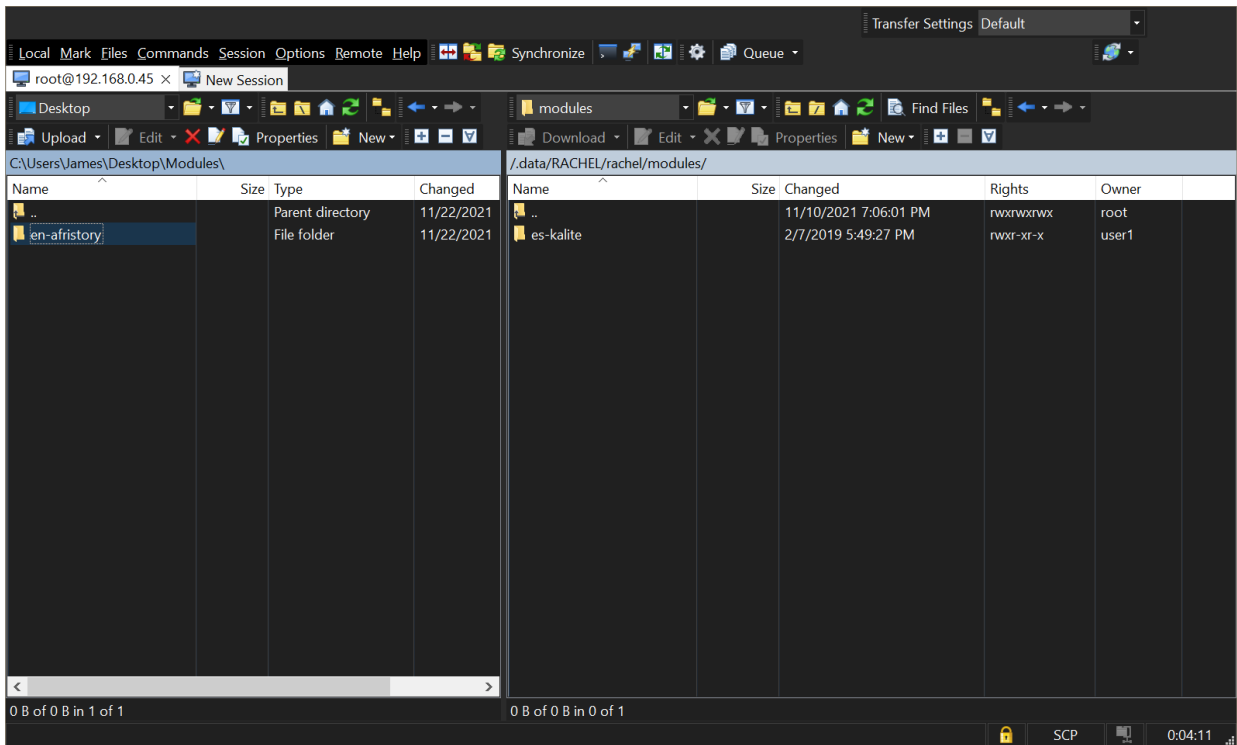 Transfer Settings Default
Local Mark Files Commands Session Options Remote Help Synchronize Queue
root@192.168.0.45 × New Session
Desktop
modules Find Files
Upload Edit Properties New
Download Edit Properties New
C:\Users\James\Desktop\Modules\
/.data/RACHEL/rachel/modules/
Name Size Type Changed
Name Size Changed Rights Owner
.. Parent directory 11/22/2021
.. 11/10/2021 7:06:01 PM rwxrwxrwx root
en-afristory File folder 11/22/2021
es-kalite 2/7/2019 5:49:27 PM rwxr-xr-x user1
0 B of 0 B in 1 of 1
0 B of 0 B in 0 of 1
SCP 0:04:11